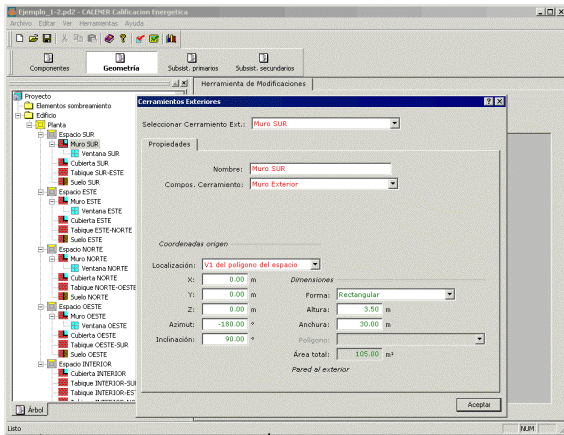 Ejemplo_1-2.pd2 - CALENER Calificacion Energetica
Archivo Editar Ver Herramientas Ayuda
Componentes Geometría Subsist. primarios Subsist. secundarios
Herramienta de Modificaciones
Proyecto
Elementos sombreamiento
Edificio
Planta
Espacio SUR
Muro SUR
Ventana SUR
Cubierta SUR
Tabique SUR-ESTE
Suelo SUR
Espacio ESTE
Muro ESTE
Ventana ESTE
Cubierta ESTE
Tabique ESTE-NORTE
Suelo ESTE
Espacio NORTE
Muro NORTE
Ventana NORTE
Cubierta NORTE
Tabique NORTE-OESTE
Suelo NORTE
Espacio OESTE
Muro OESTE
Ventana OESTE
Cubierta OESTE
Tabique OESTE-SUR
Suelo OESTE
Espacio INTERIOR
Cubierta INTERIOR
Tabique INTERIOR-SU
Tabique INTERIOR-ES
Árbol
Cerramientos Exteriores
Seleccionar Cerramiento Ext.: Muro SUR
Propiedades
Nombre: Muro SUR
Compos. Cerramiento: Muro Exterior
Coordenadas origen
Localización: V1 del polígono del espacio
X: 0.00 m Dimensiones
Y: 0.00 m Forma: Rectangular
Z: 0.00 m Altura: 3.50 m
Azimut: -180.00 º Anchura: 30.00 m
Inclinación: 90.00 º Polígono:
Área total: 105.00 m²
Pared al exterior
Aceptar
Listo NUM